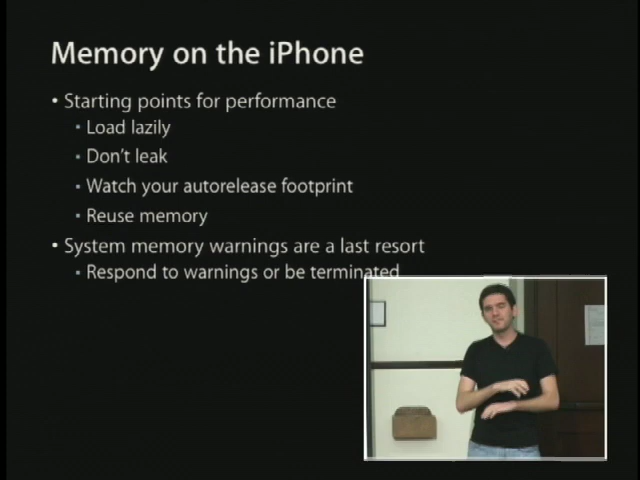 Memory on the iPhone
• Starting points for performance
• Load lazily
• Don't leak
• Watch your autorelease footprint
• Reuse memory
• System memory warnings are a last resort
• Respond to warnings or be terminated